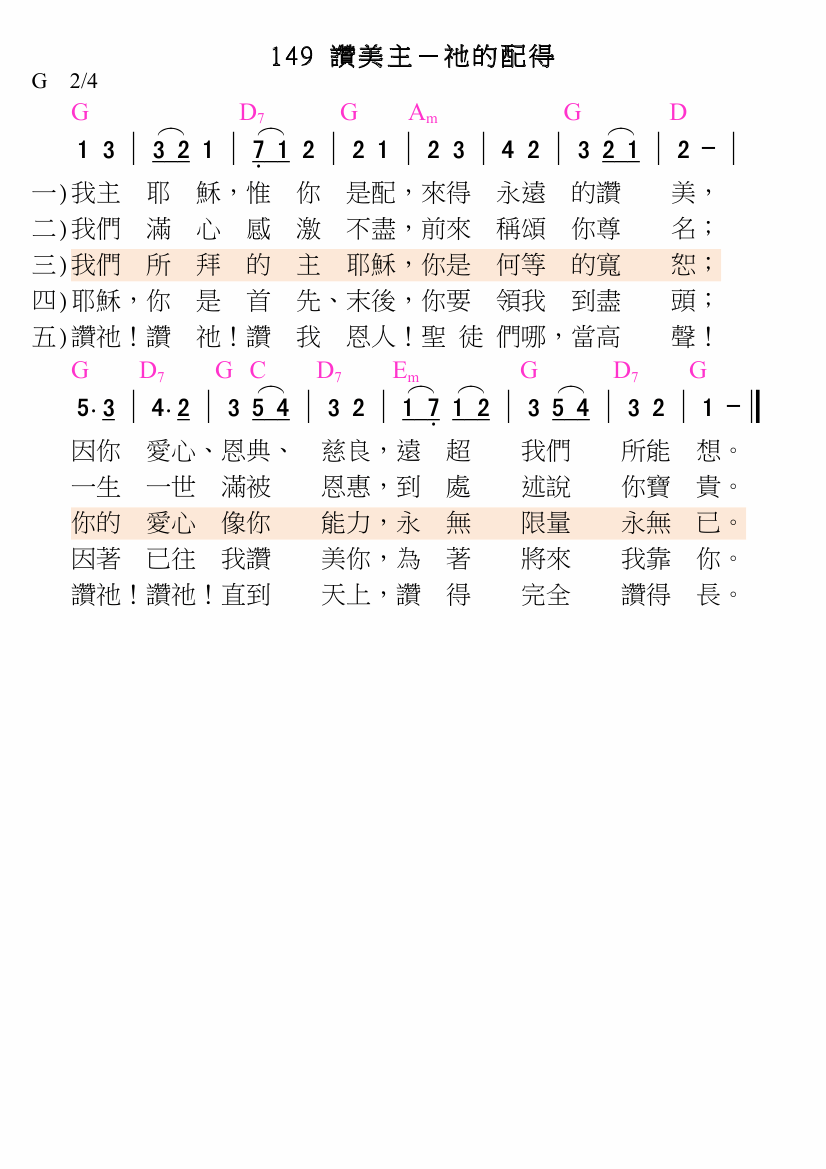 149 讚美主－祂的配得
G 2/4
G D7 G Am G D
1 3 | 3 2 1 | 7 1 2 | 2 1 | 2 3 | 4 2 | 3 2 1 | 2 － |
一)我主 耶 穌，惟 你 是配，來得 永遠 的讚 美，
二)我們 滿 心 感 激 不盡，前來 稱頌 你尊 名；
三)我們 所 拜 的 主 耶穌，你是 何等 的寬 恕；
四)耶穌，你 是 首 先、末後，你要 領我 到盡 頭；
五)讚祂！讚 祂！讚 我 恩人！聖 徒 們哪，當高 聲！
G D7 G C D7 Em G D7 G
5. 3 | 4. 2 | 3 5 4 | 3 2 | 1 7 1 2 | 3 5 4 | 3 2 | 1 － ||
因你 愛心、恩典、 慈良，遠 超 我們 所能 想。
一生 一世 滿被 恩惠，到 處 述說 你寶 貴。
你的 愛心 像你 能力，永 無 限量 永無 已。
因著 已往 我讚 美你，為 著 將來 我靠 你。
讚祂！讚祂！直到 天上，讚 得 完全 讚得 長。